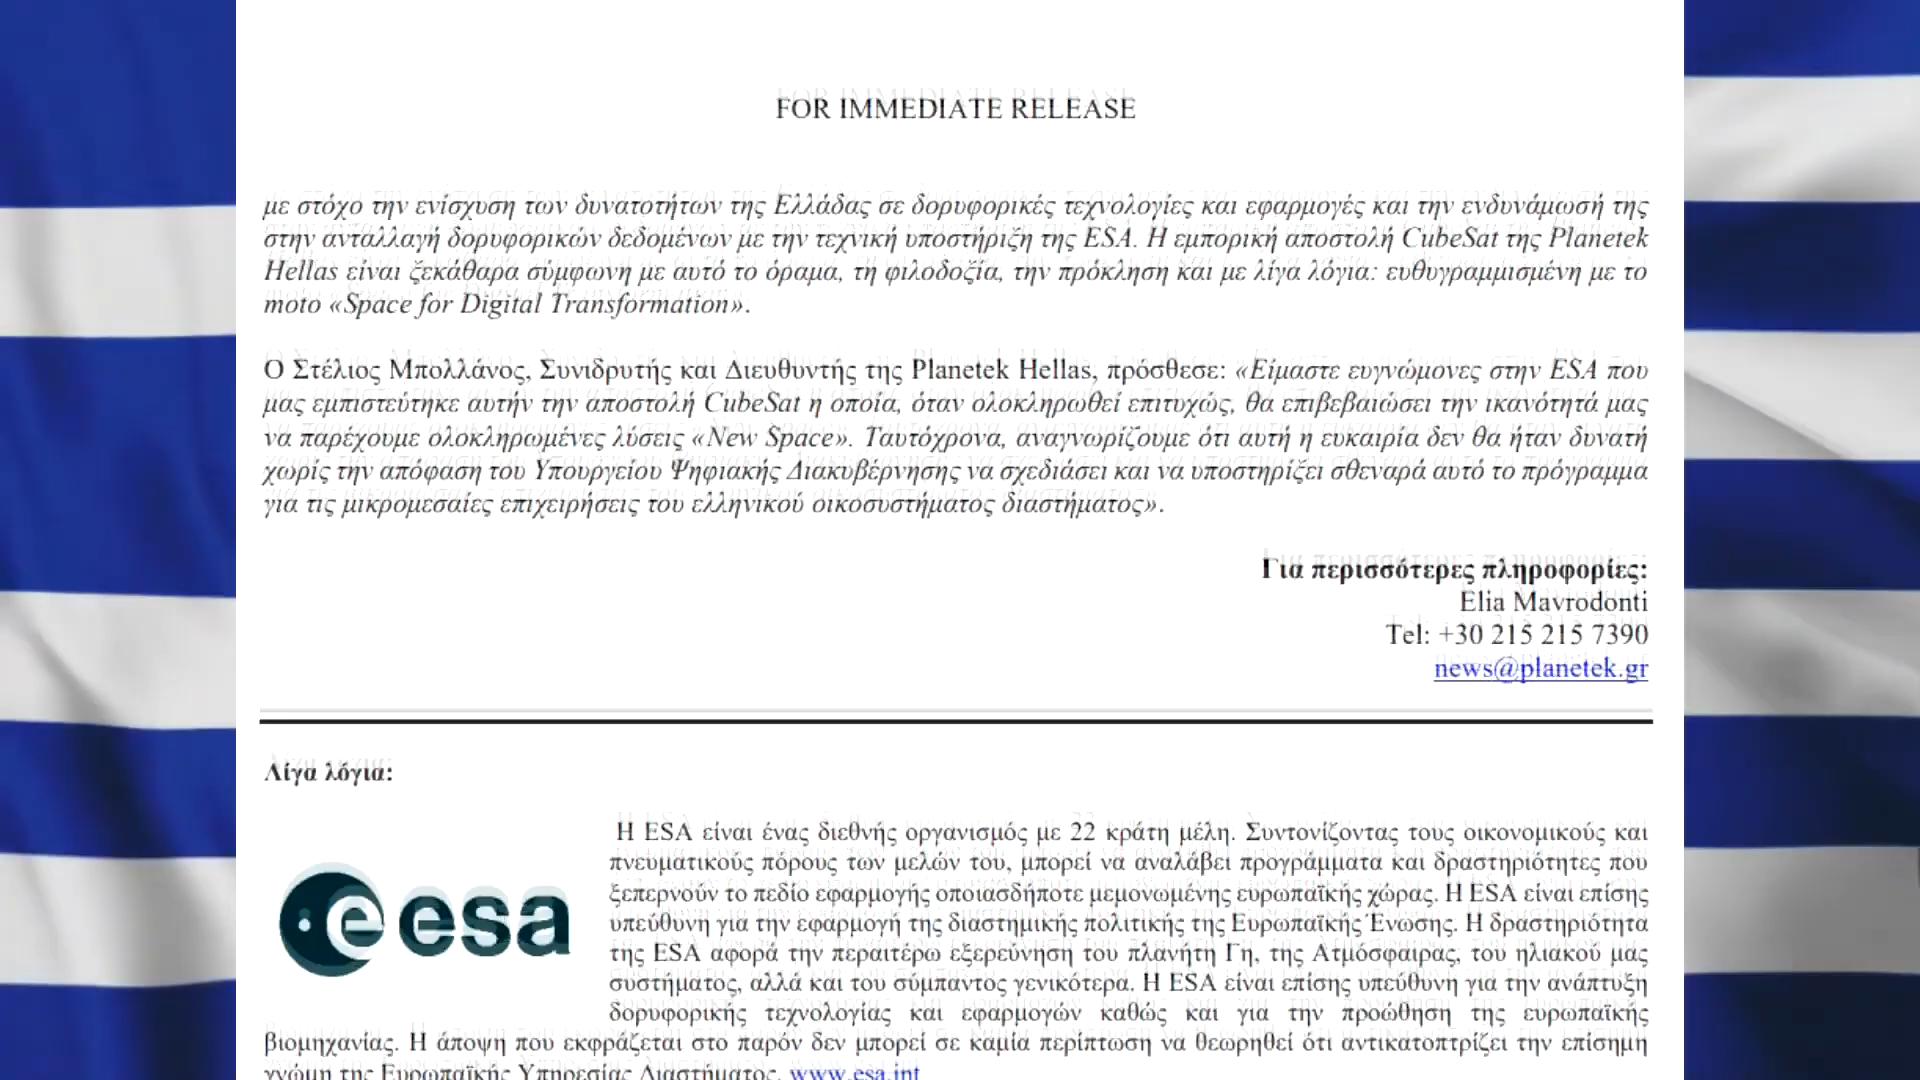 FOR IMMEDIATE RELEASE
με στόχο την ενίσχυση των δυνατοτήτων της Ελλάδας σε δορυφορικές τεχνολογίες και εφαρμογές και την ενδυνάμωσή της
στην ανταλλαγή δορυφορικών δεδομένων με την τεχνική υποστήριξη της ESA. Η εμπορική αποστολή CubeSat της Planetek
Hellas είναι ξεκάθαρα σύμφωνη με αυτό το όραμα, τη φιλοδοξία, την πρόκληση και με λίγα λόγια: ευθυγραμμισμένη με το
moto «Space for Digital Transformation».
Ο Στέλιος Μπολλάνος, Συνιδρυτής και Διευθυντής της Planetek Hellas, πρόσθεσε: «Είμαστε ευγνώμονες στην ESA που
μας εμπιστεύτηκε αυτήν την αποστολή CubeSat η οποία, όταν ολοκληρωθεί επιτυχώς, θα επιβεβαιώσει την ικανότητά μας
να παρέχουμε ολοκληρωμένες λύσεις «New Space». Ταυτόχρονα, αναγνωρίζουμε ότι αυτή η ευκαιρία δεν θα ήταν δυνατή
χωρίς την απόφαση του Υπουργείου Ψηφιακής Διακυβέρνησης να σχεδιάσει και να υποστηρίξει σθεναρά αυτό το πρόγραμμα
για τις μικρομεσαίες επιχειρήσεις του ελληνικού οικοσυστήματος διαστήματος».
Για περισσότερες πληροφορίες:
Elia Mavrodonti
Tel: +30 215 215 7390
news@planetek.gr
Λίγα λόγια:
esa
Η ESA είναι ένας διεθνής οργανισμός με 22 κράτη μέλη. Συντονίζοντας τους οικονομικούς και
πνευματικούς πόρους των μελών του, μπορεί να αναλάβει προγράμματα και δραστηριότητες που
ξεπερνούν το πεδίο εφαρμογής οποιασδήποτε μεμονωμένης ευρωπαϊκής χώρας. Η ESA είναι επίσης
υπεύθυνη για την εφαρμογή της διαστημικής πολιτικής της Ευρωπαϊκής Ένωσης. Η δραστηριότητα
της ESA αφορά την περαιτέρω εξερεύνηση του πλανήτη Γη, της Ατμόσφαιρας, του ηλιακού μας
συστήματος, αλλά και του σύμπαντος γενικότερα. Η ESA είναι επίσης υπεύθυνη για την ανάπτυξη
δορυφορικής τεχνολογίας και εφαρμογών καθώς και για την προώθηση της ευρωπαϊκής
βιομηχανίας. Η άποψη που εκφράζεται στο παρόν δεν μπορεί σε καμία περίπτωση να θεωρηθεί ότι αντικατοπτρίζει την επίσημη
γνώμη της Ευρωπαϊκής Υπηρεσίας Διαστήματος. www.esa.int